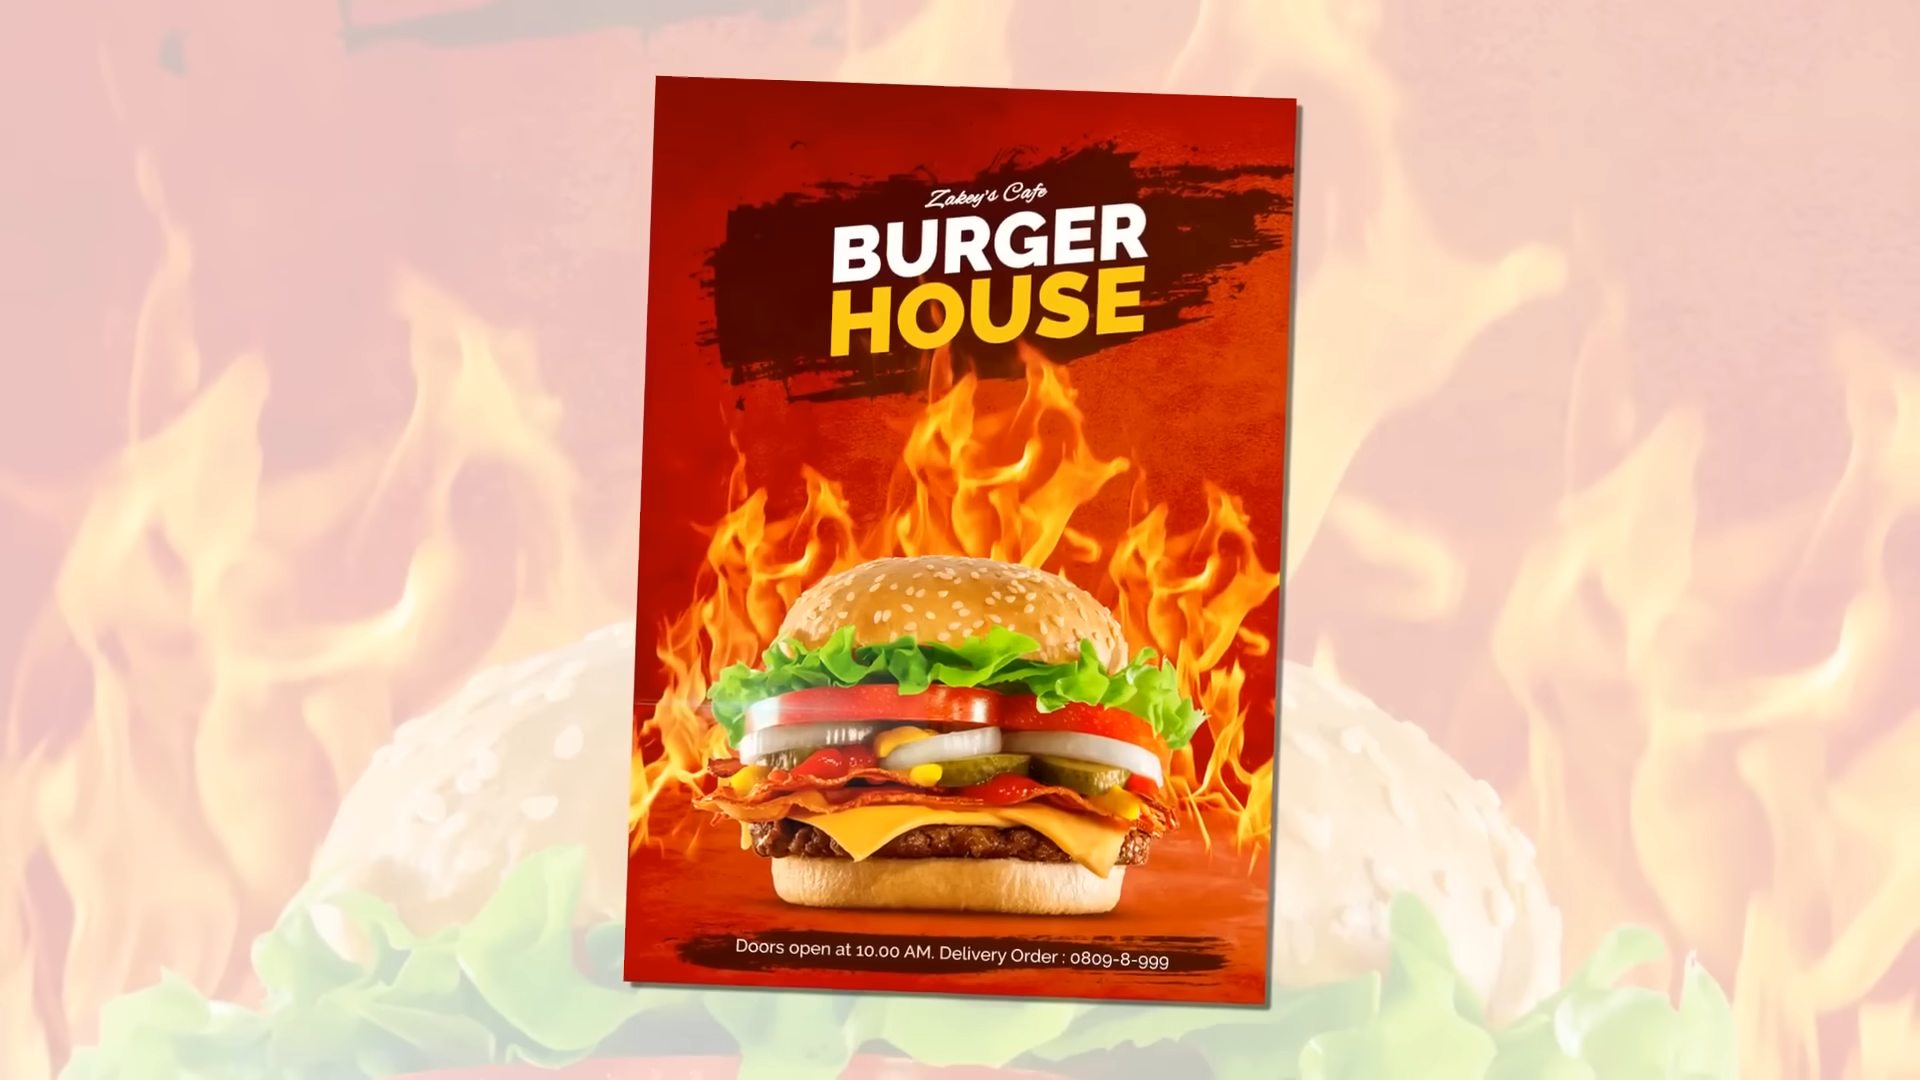 Zakey's Cafe
BURGER
HOUSE
Doors open at 10.00 AM. Delivery Order : 0809-8-999